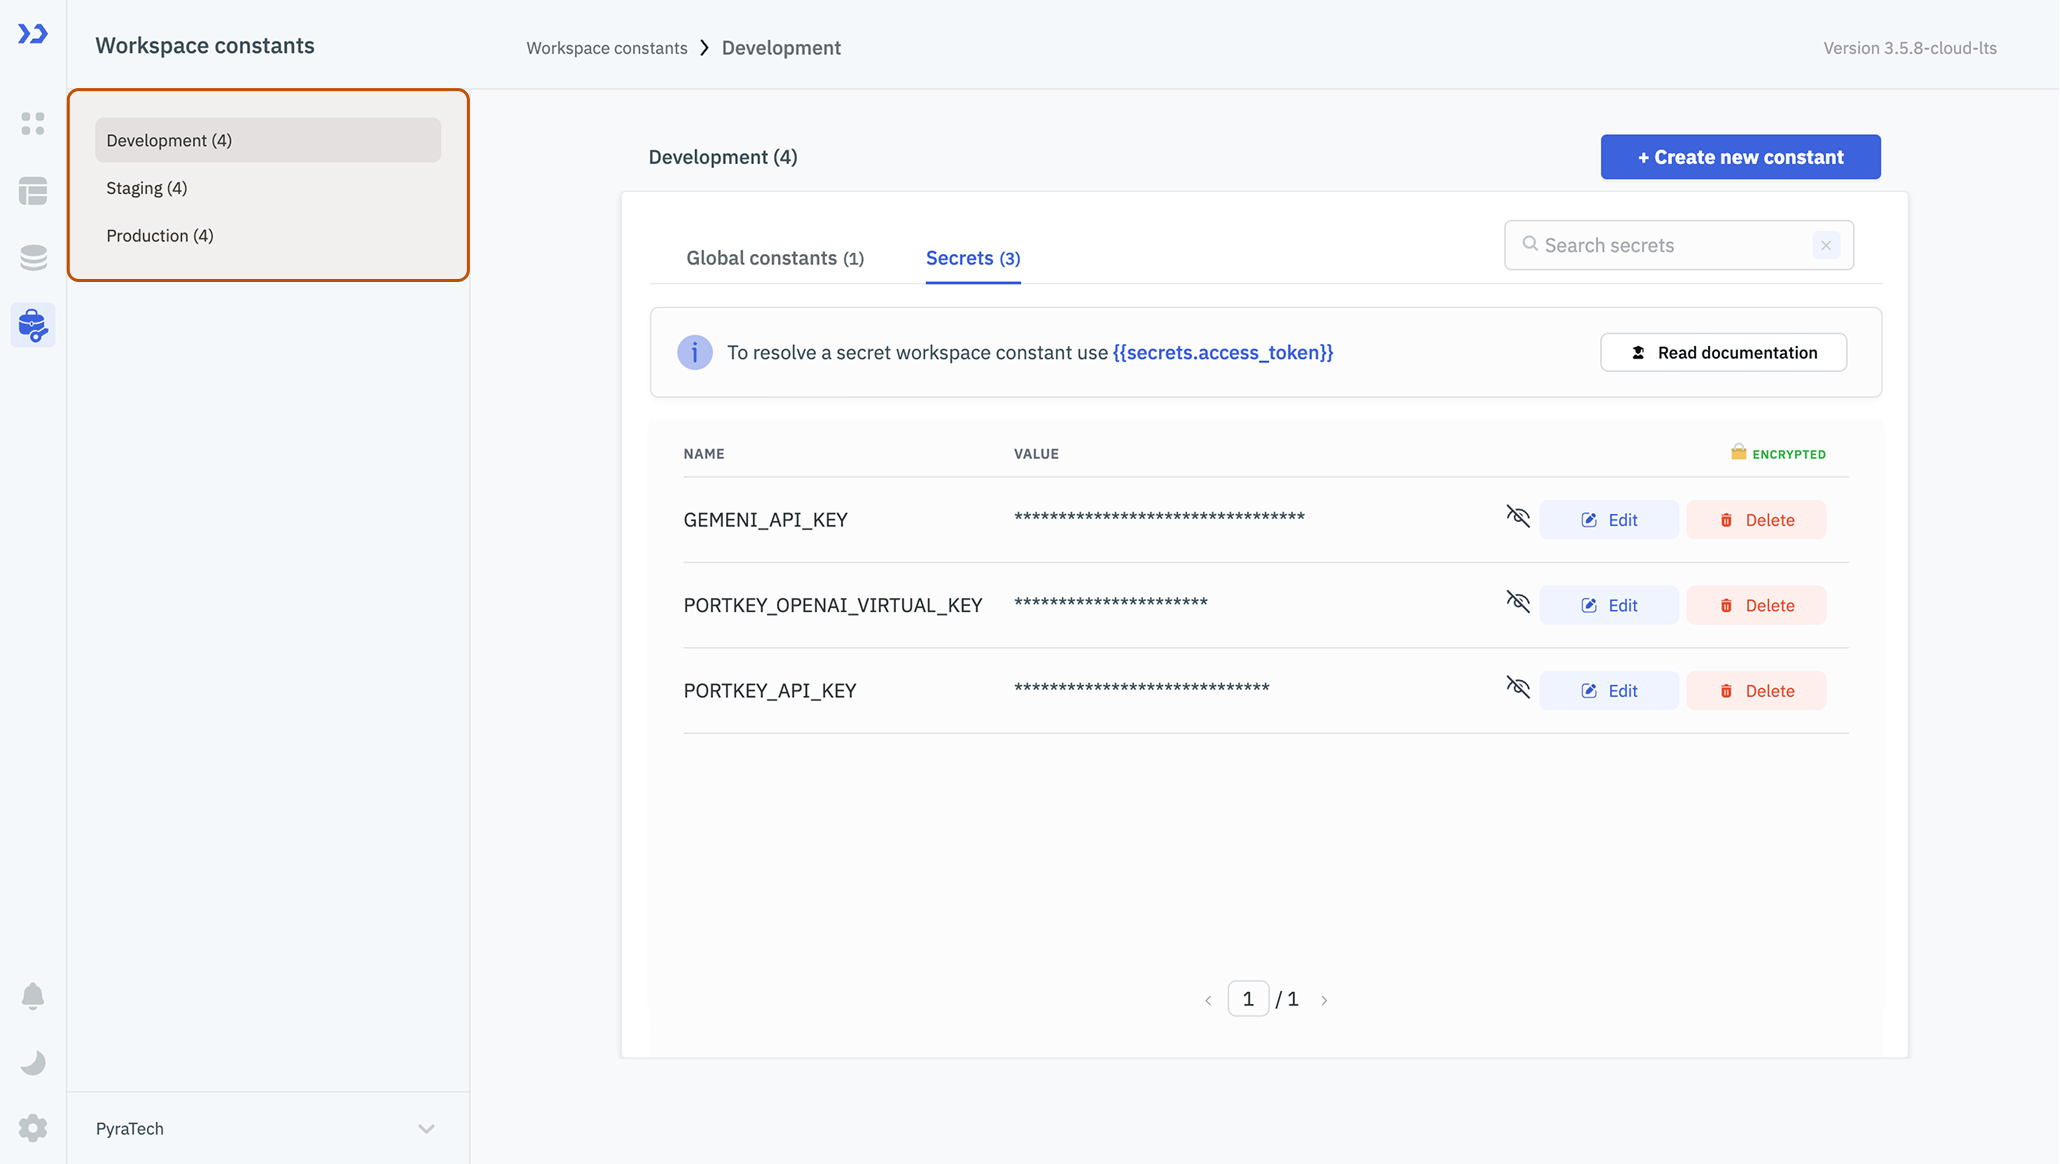 Workspace constants
Workspace constants > Development
Version 3.5.8-cloud-lts
Development (4)
Staging (4)
Production (4)
Development (4)
+ Create new constant
Global constants (1)
Secrets (3)
Search secrets
To resolve a secret workspace constant use {{secrets.access_token}}
Read documentation
NAME
VALUE
ENCRYPTED
GEMENI_API_KEY
*********************************
Edit
Delete
PORTKEY_OPENAI_VIRTUAL_KEY
**********************
Edit
Delete
PORTKEY_API_KEY
*****************************
Edit
Delete
< 1 / 1 >
PyraTech